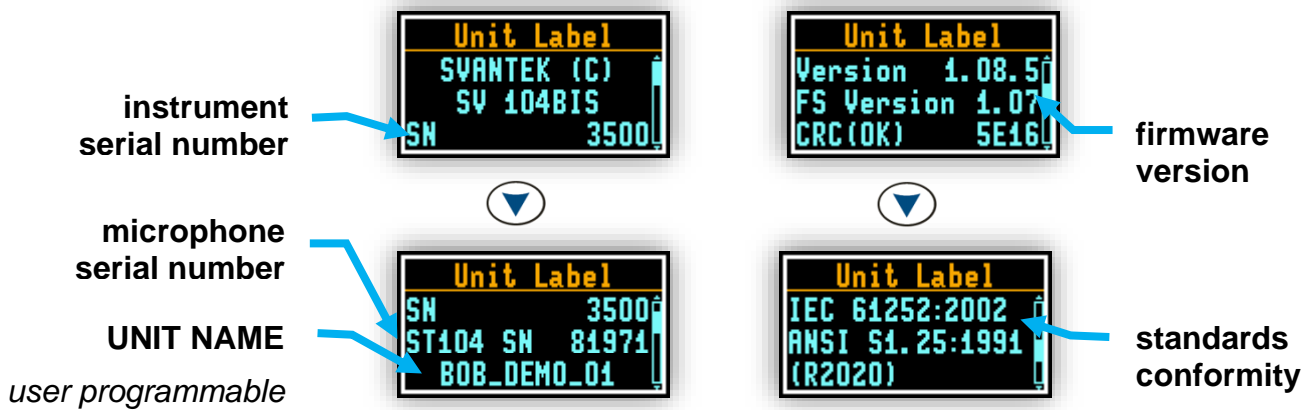 Unit Label
SVANTEK (C)
SV 104BIS
SN 3500
instrument
serial number
Unit Label
Version 1.08.5
FS Version 1.07
CRC(OK) 5E16
firmware
version
microphone
serial number
UNIT NAME
user programmable
Unit Label
SN 3500
ST104 SN 81971
BOB_DEMO_01
Unit Label
IEC 61252:2002
ANSI S1.25:1991
(R2020)
standards
conformity